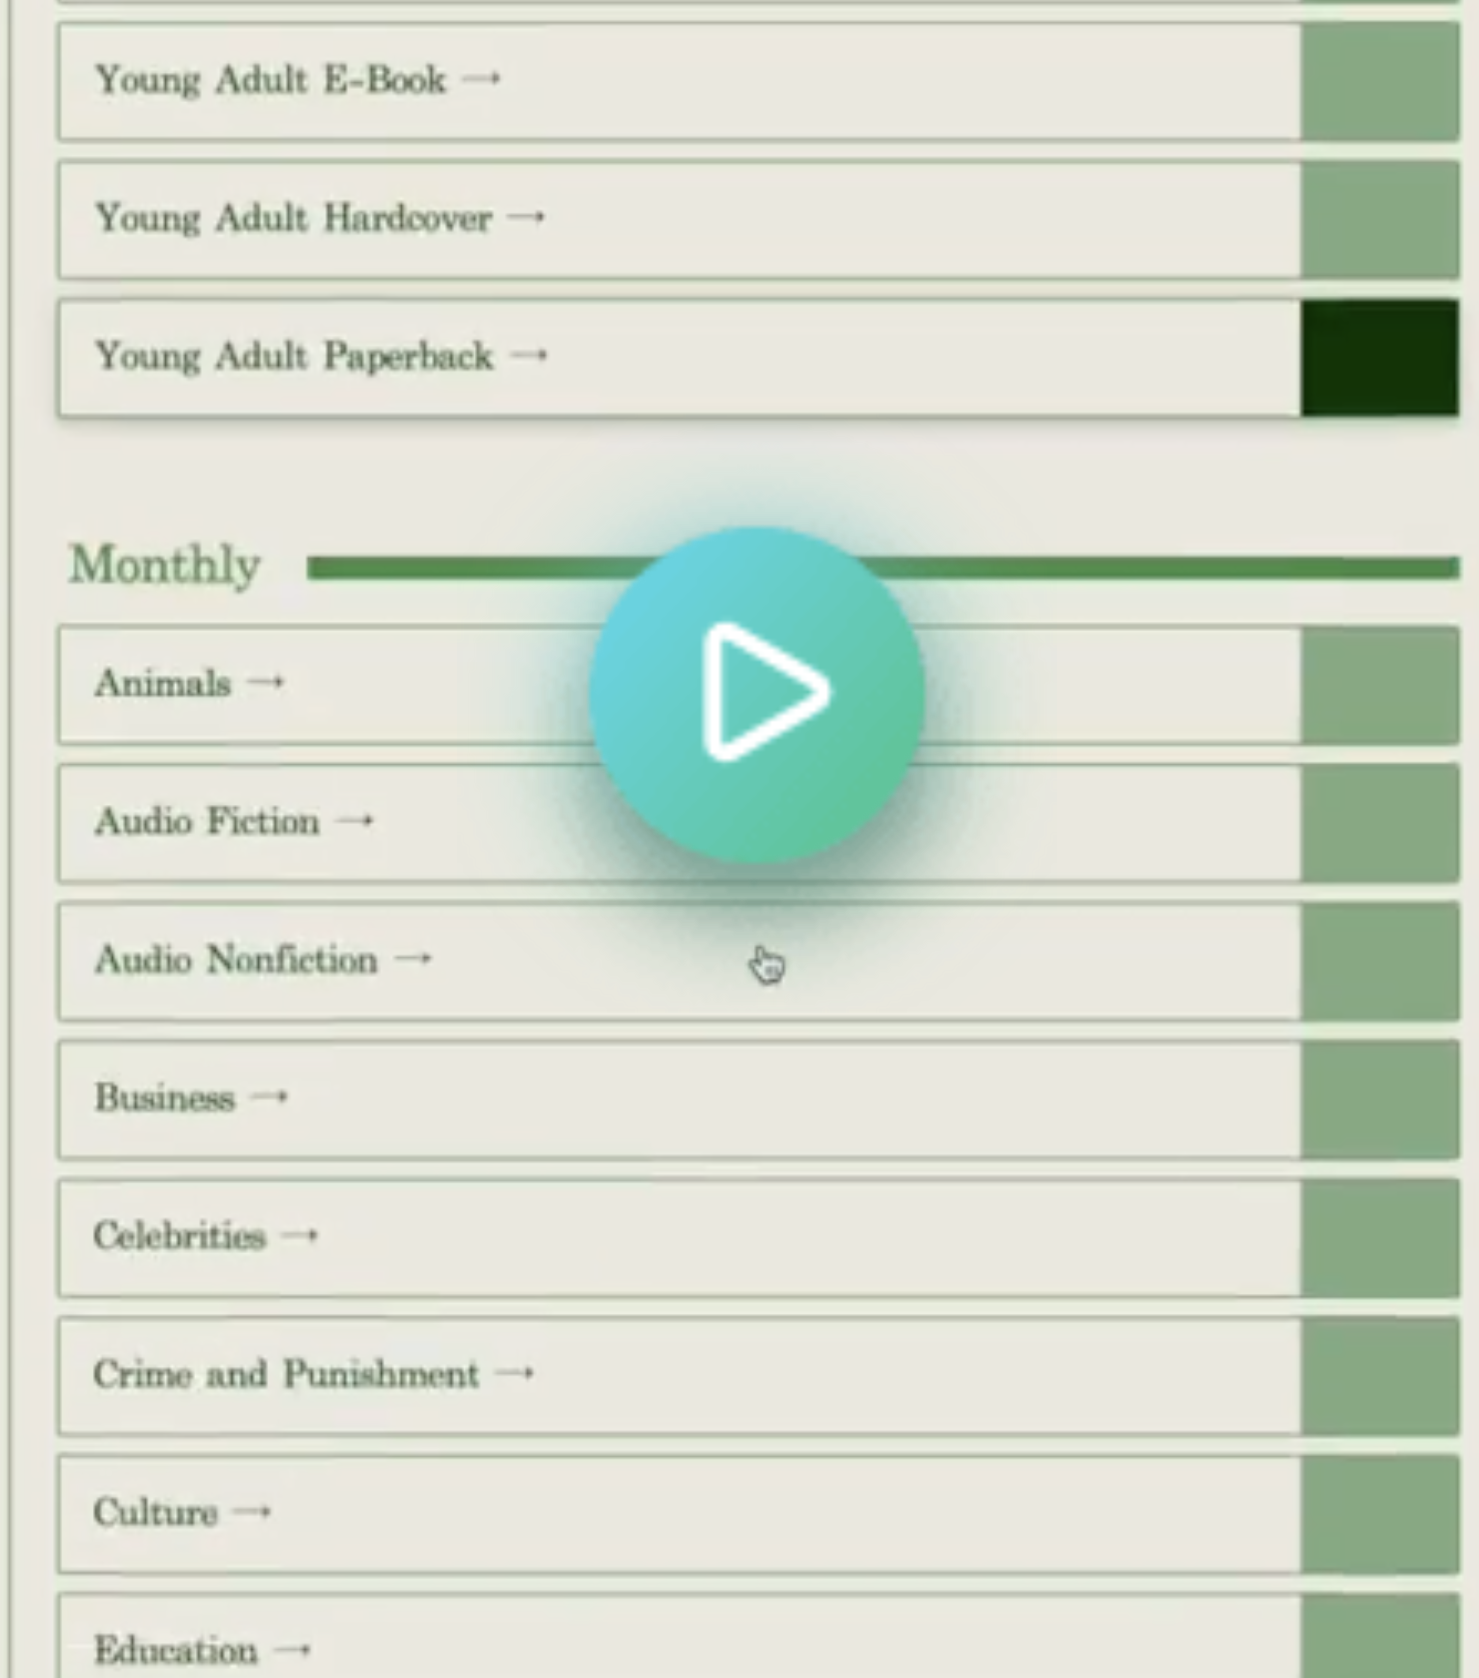 Young Adult E-Book →
Young Adult Hardcover →
Young Adult Paperback →
Monthly
Animals →
Audio Fiction →
Audio Nonfiction →
Business →
Celebrities →
Crime and Punishment →
Culture →
Education →